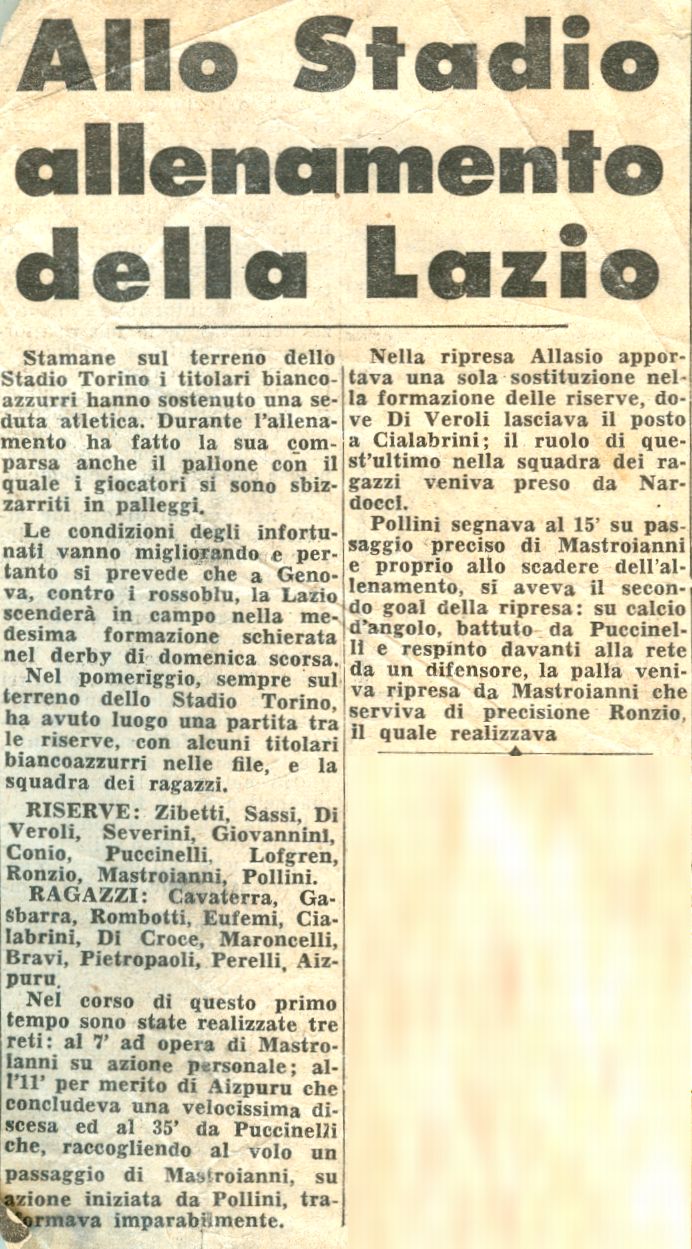 Allo Stadio
allenamento
della Lazio
Stamane sul terreno dello
Stadio Torino i titolari bianco-
azzurri hanno sostenuto una se-
duta atletica. Durante l'allena-
mento ha fatto la sua com-
parsa anche il pallone con il
quale i giocatori si sono sbiz-
zarriti in palleggi.
Le condizioni degli infortu-
nati vanno migliorando e per-
tanto si prevede che a Geno-
va, contro i rossoblu, la Lazio
scenderà in campo nella me-
desima formazione schierata
nel derby di domenica scorsa.
Nel pomeriggio, sempre sul
terreno dello Stadio Torino,
ha avuto luogo una partita tra
le riserve, con alcuni titolari
biancoazzurri nelle file, e la
squadra dei ragazzi.
RISERVE: Zibetti, Sassi, Di
Veroli, Severini, Giovannini,
Conio, Puccinelli, Lofgren,
Ronzio, Mastroianni, Pollini.
RAGAZZI: Cavaterra, Ga-
sbarra, Rombotti, Eufemi, Cia-
labrini, Di Croce, Maroncelli,
Bravi, Pietropaoli, Perelli, Aiz-
puru.
Nel corso di questo primo
tempo sono state realizzate tre
reti: al 7' ad opera di Mastro-
ianni su azione personale; al-
l'11' per merito di Aizpuru che
concludeva una velocissima di-
scesa ed al 35' da Puccinelli
che, raccogliendo al volo un
passaggio di Mastroianni, su
azione iniziata da Pollini, tra-
sformava imparabilmente.
Nella ripresa Allasio appor-
tava una sola sostituzione nel-
la formazione delle riserve, do-
ve Di Veroli lasciava il posto
a Cialabrini; il ruolo di que-
st'ultimo nella squadra dei ra-
gazzi veniva preso da Nar-
docci.
Pollini segnava al 15' su pas-
saggio preciso di Mastroianni
e proprio allo scadere dell'al-
lenamento, si aveva il secon-
do goal della ripresa: su calcio
d'angolo, battuto da Puccinel-
li e respinto davanti alla rete
da un difensore, la palla veni-
va ripresa da Mastroianni che
serviva di precisione Ronzio,
il quale realizzava